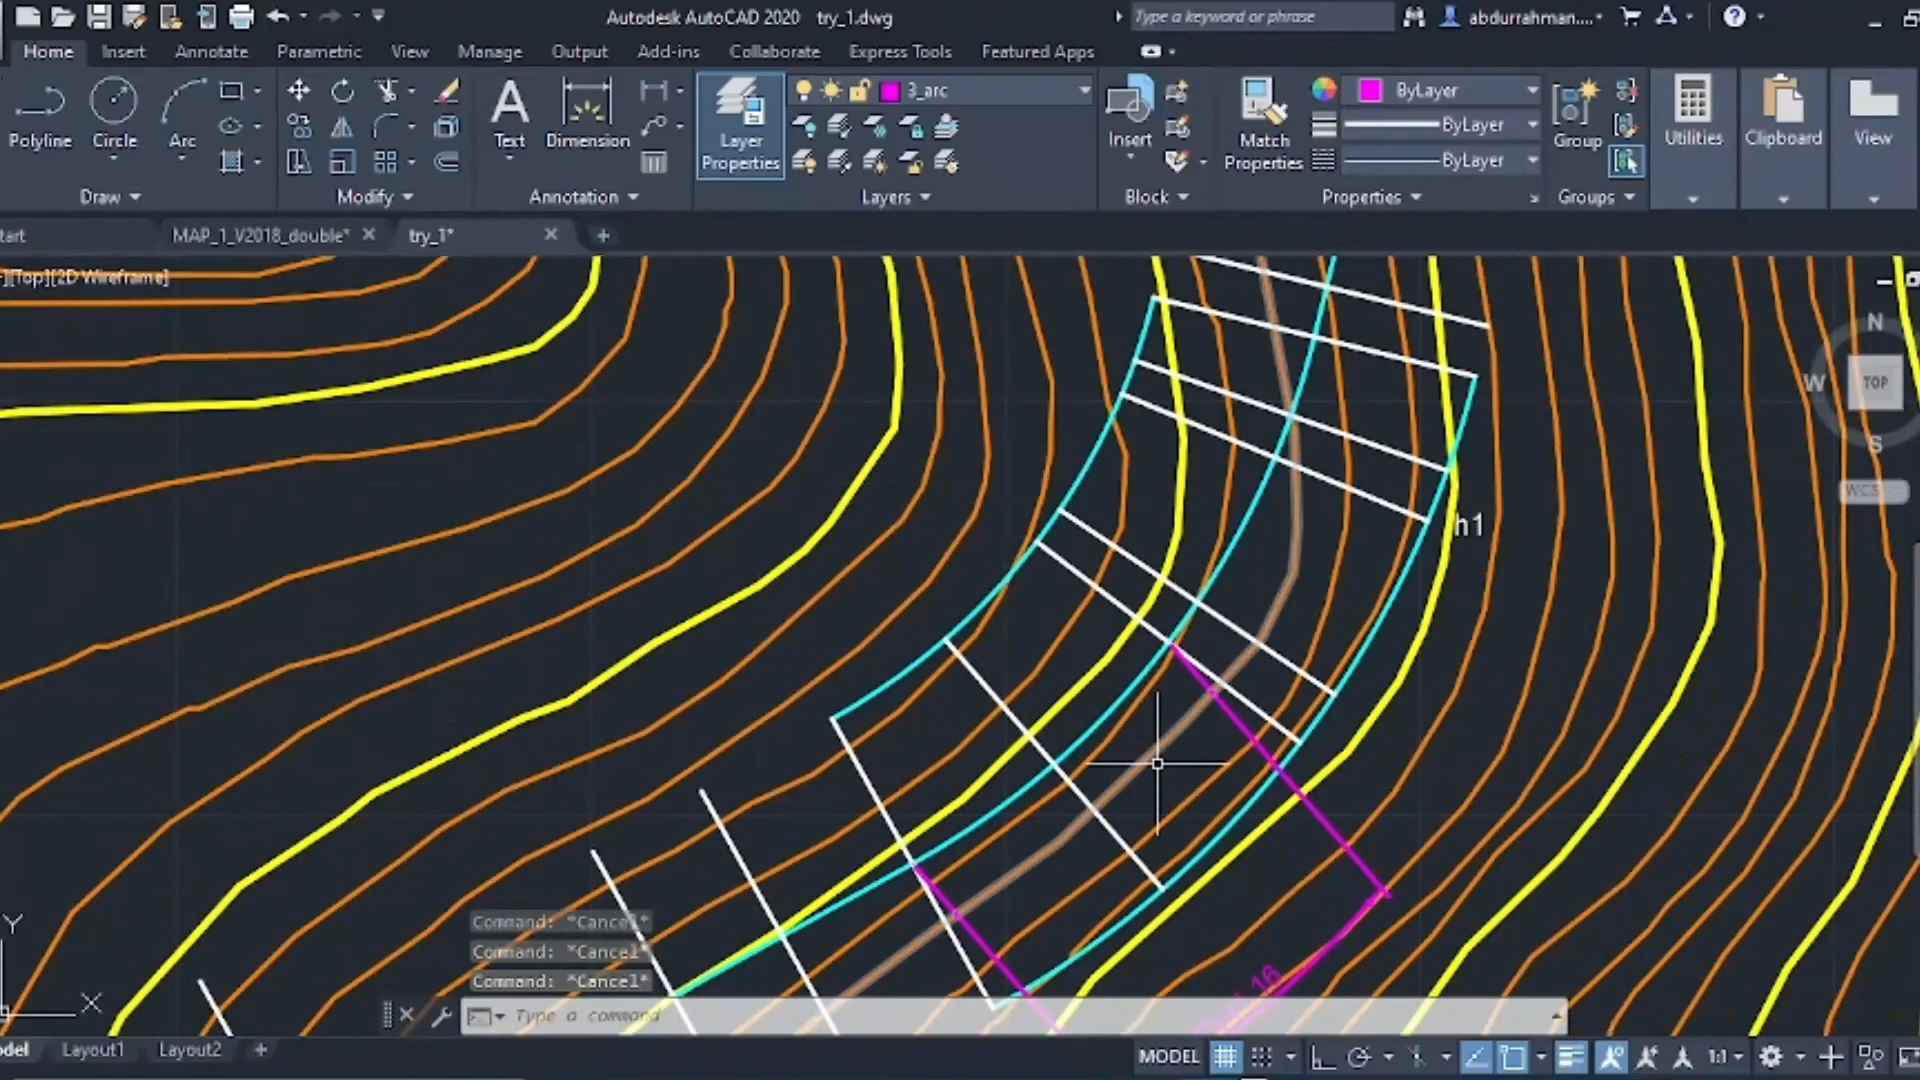 Autodesk AutoCAD 2020 try_1.dwg
Type a keyword or phrase
abdurrahman....
Home Insert Annotate Parametric View Manage Output Add-ins Collaborate Express Tools Featured Apps
3_arc
ByLayer
Polyline Circle Arc Text Dimension Layer Properties
Insert Match Properties ByLayer Group Utilities Clipboard View
ByLayer
Draw Modify Annotation Layers Block Properties Groups
tart MAP_1_V2018_double* try_1*
-][Top][2D Wireframe]
N
W TOP
S
WCS
h1
16
Y
X
Command: *Cancel*
Command: *Cancel*
Command: *Cancel*
Type a command
odel Layout1 Layout2
MODEL 1:1